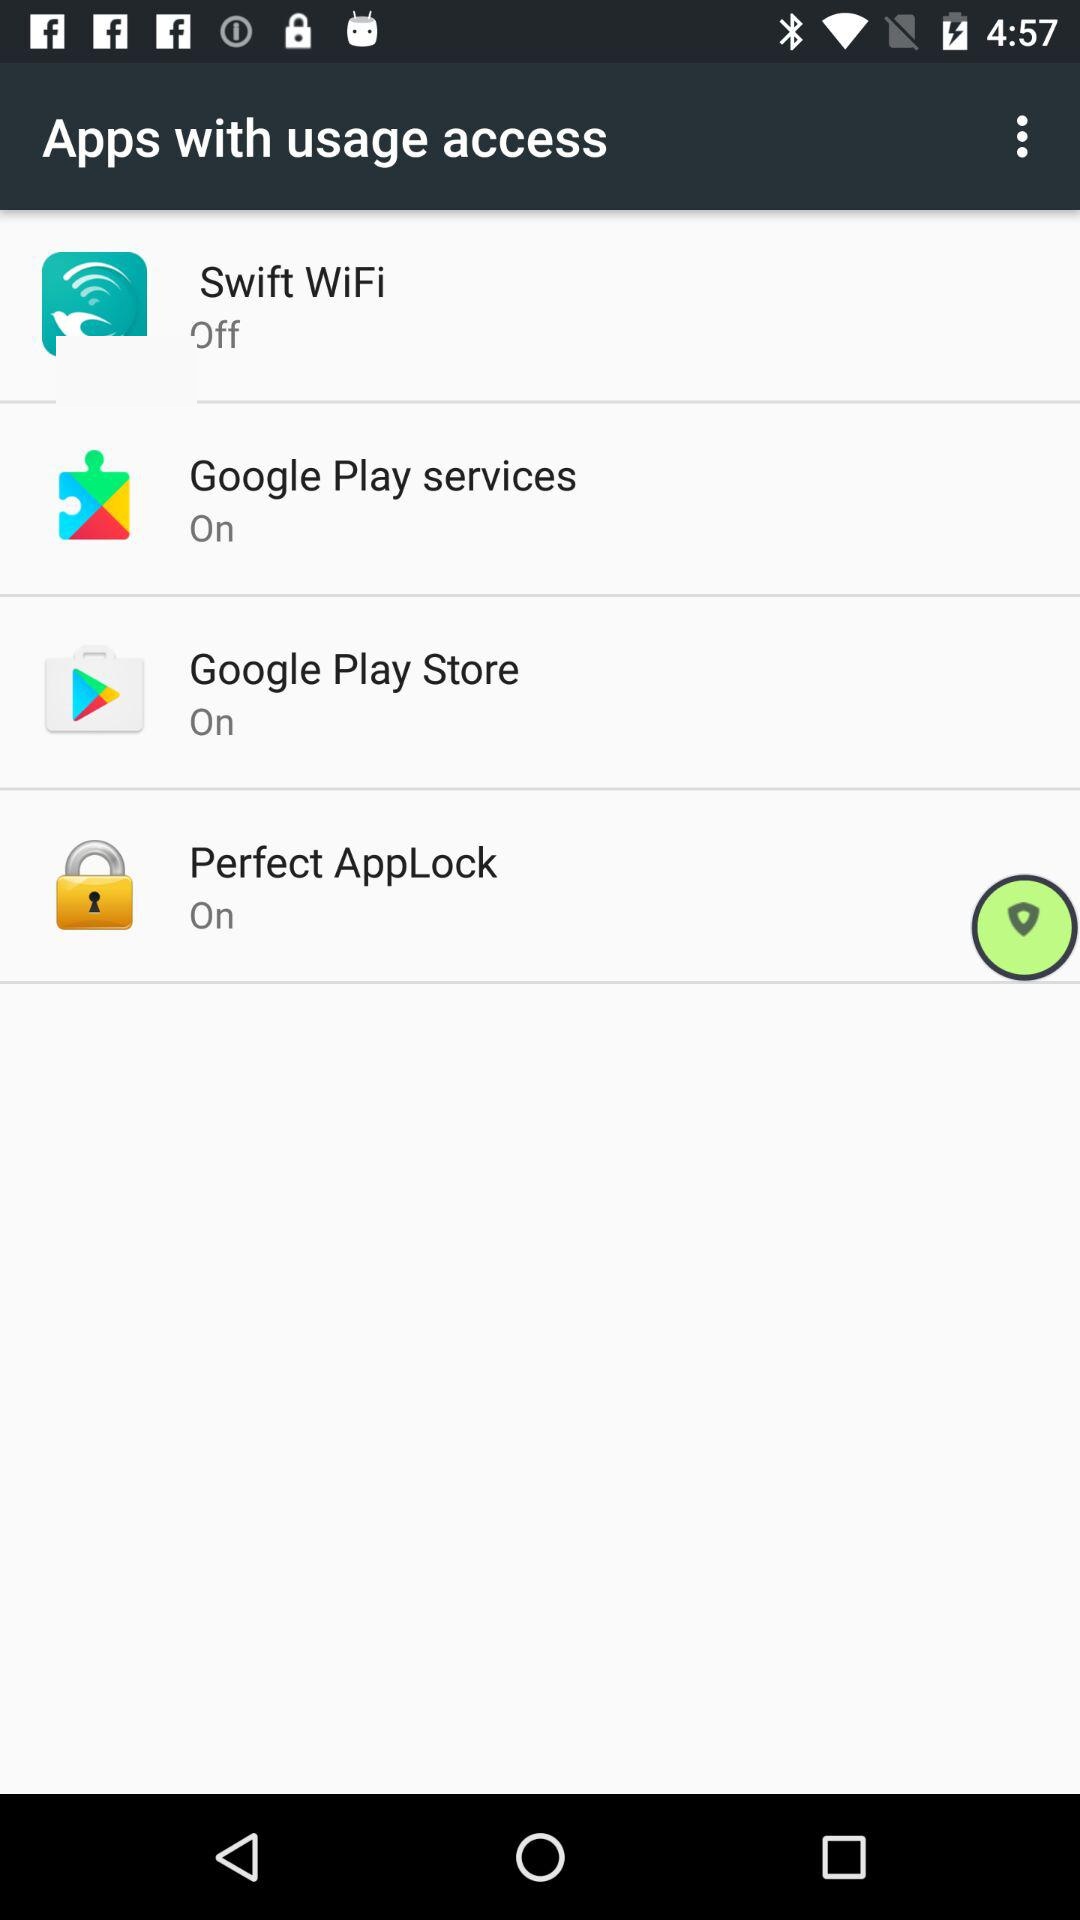 4:57
Apps with usage access
Swift WiFi
Off
Google Play services
On
Google Play Store
On
Perfect AppLock
On